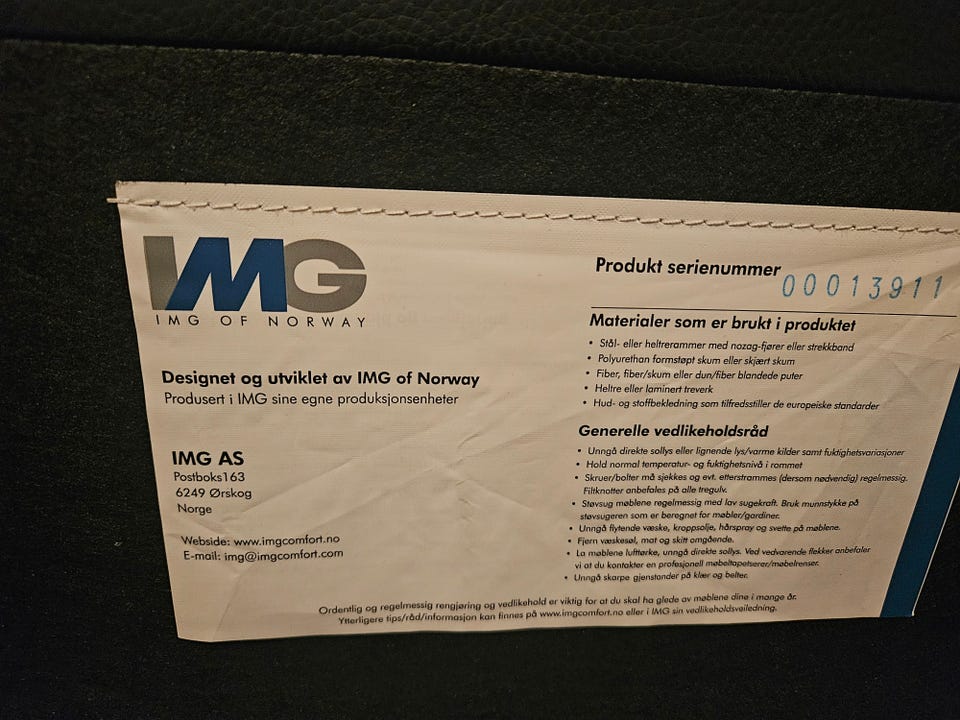 IMG
IMG OF NORWAY
Designet og utviklet av IMG of Norway
Produsert i IMG sine egne produksjonsenheter
IMG AS
Postboks163
6249 Ørskog
Norge
Webside: www.imgcomfort.no
E-mail: img@imgcomfort.com
Produkt serienummer 00013911
Materialer som er brukt i produktet
• Stål- eller heltrerammer med nozag-fjører eller strekkband
• Polyurethan formstøpt skum eller skjært skum
• Fiber, fiber/skum eller dun/fiber blandede puter
• Heltre eller laminert treverk
• Hud- og stoffbekledning som tilfredsstiller de europeiske standarder
Generelle vedlikeholdsråd
• Unngå direkte sollys eller lignende lys/varme kilder samt fuktighetsvariasjoner
• Hold normal temperatur- og fuktighetsnivå i rommet
• Skruer/bolter må sjekkes og evt. etterstrammes (dersom nødvendig) regelmessig.
Filtknotter anbefales på alle tregulv.
• Støvsug møblene regelmessig med lav sugekraft. Bruk munnstykke på
støvsugeren som er beregnet for møbler/gardiner.
• Unngå flytende væske, kroppsolje, hårspray og svette på møblene.
• Fjern væskesøl, mat og skitt omgående.
• La møblene lufttørke, unngå direkte sollys. Ved vedvarende flekker anbefaler
vi at du kontakter en profesjonell møbeltapetserer/møbelrenser.
• Unngå skarpe gjenstander på klær og belter.
Ordentlig og regelmessig rengjøring og vedlikehold er viktig for at du skal ha glede av møblene dine i mange år.
Ytterligere tips/råd/informasjon kan finnes på www.imgcomfort.no eller i IMG sin vedlikeholdsveiledning.